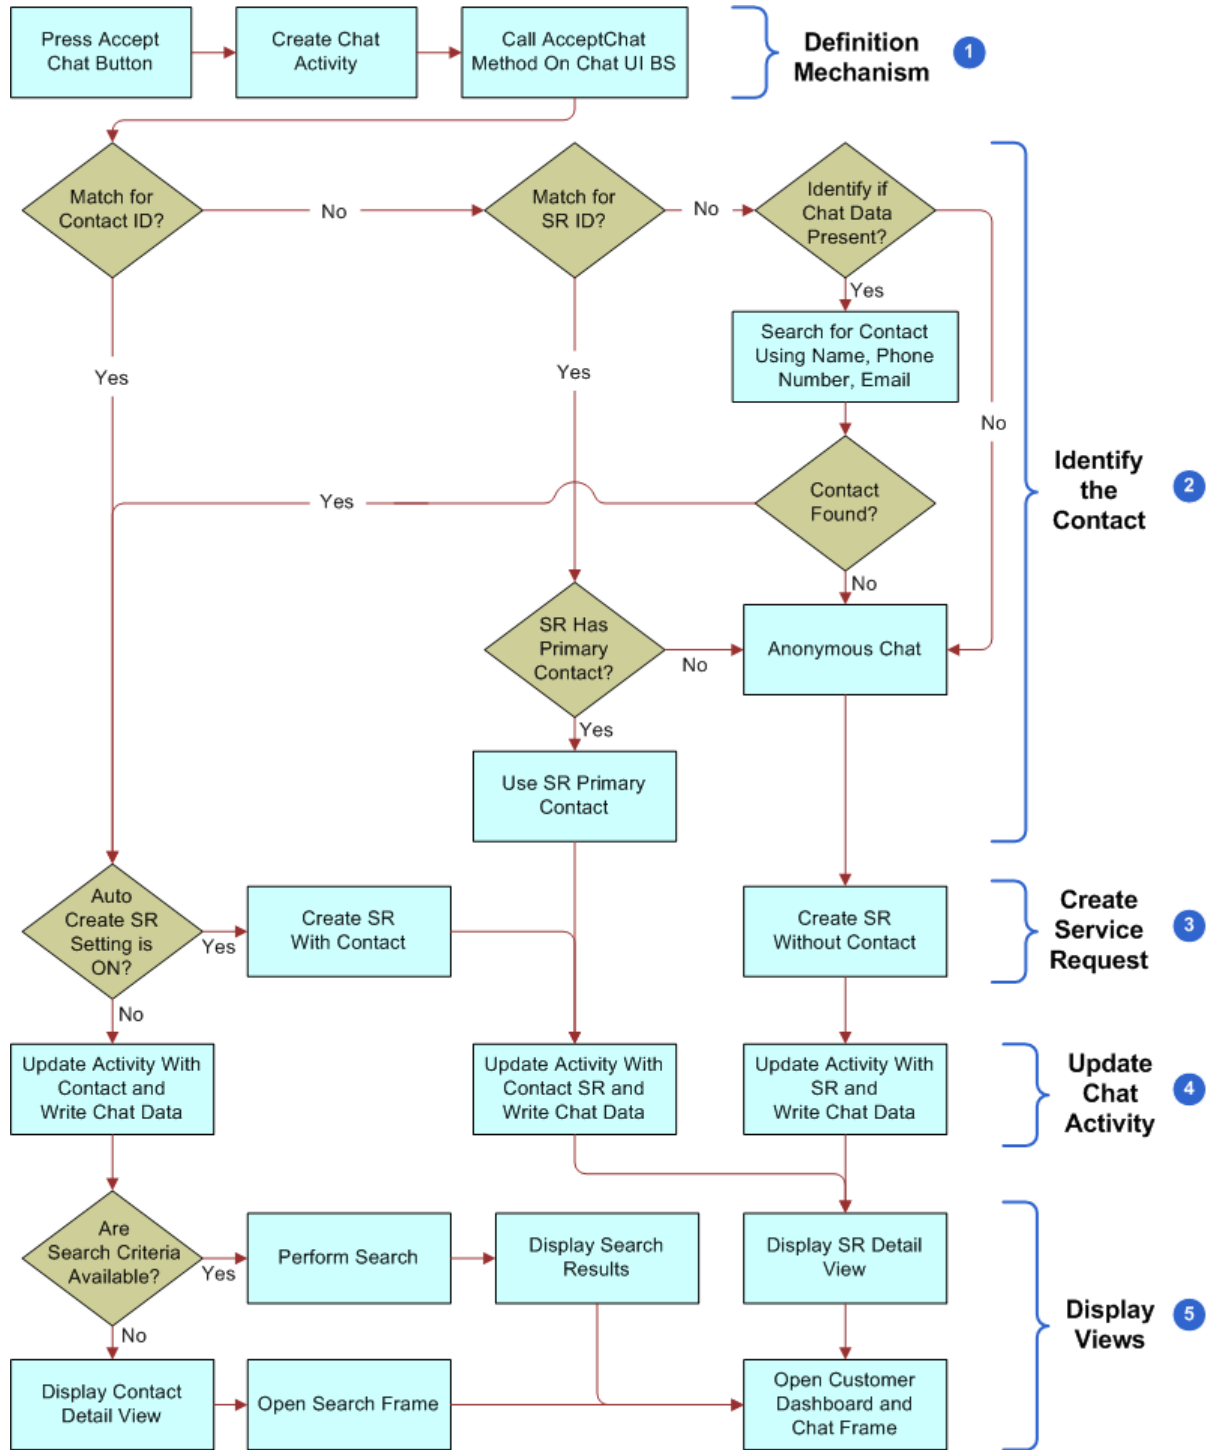 Press Accept
Chat Button
Create Chat
Activity
Call AcceptChat
Method On Chat UI BS
Definition
Mechanism
1
Match for
Contact ID?
No
Match for
SR ID?
No
Identify if
Chat Data
Present?
Yes
Yes
Yes
No
Search for Contact
Using Name, Phone
Number, Email
Contact
Found?
Yes
No
Identify
the
Contact
2
SR Has
Primary
Contact?
No
Yes
Anonymous Chat
Use SR Primary
Contact
Auto
Create SR
Setting is
ON?
Yes
No
Create SR
With Contact
Create SR
Without Contact
Create
Service
Request
3
Update Activity With
Contact and
Write Chat Data
Update Activity With
Contact SR and
Write Chat Data
Update Activity With
SR and
Write Chat Data
Update
Chat
Activity
4
Are
Search Criteria
Available?
Yes
No
Perform Search
Display Search
Results
Display SR Detail
View
Display
Views
5
Display Contact
Detail View
Open Search Frame
Open Customer
Dashboard and
Chat Frame